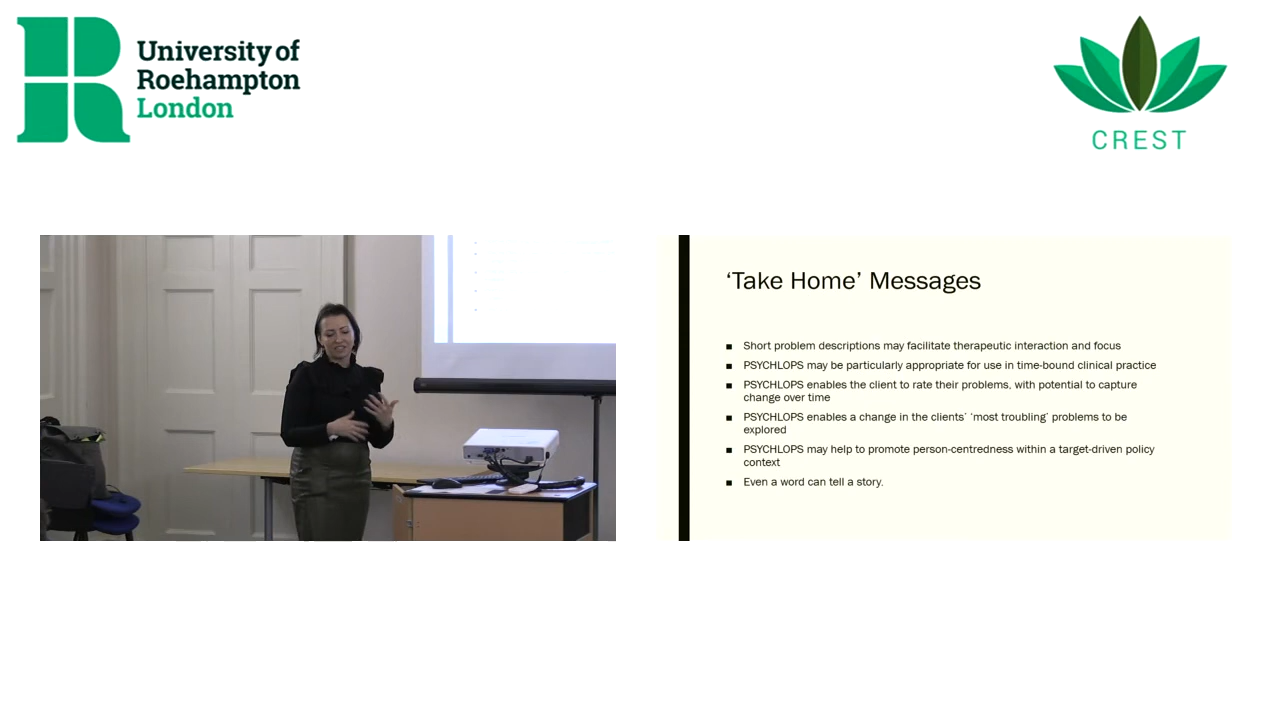 University of
Roehampton
London
CREST
‘Take Home’ Messages
■ Short problem descriptions may facilitate therapeutic interaction and focus
■ PSYCHLOPS may be particularly appropriate for use in time-bound clinical practice
■ PSYCHLOPS enables the client to rate their problems, with potential to capture
change over time
■ PSYCHLOPS enables a change in the clients’ ‘most troubling’ problems to be
explored
■ PSYCHLOPS may help to promote person-centredness within a target-driven policy
context
■ Even a word can tell a story.